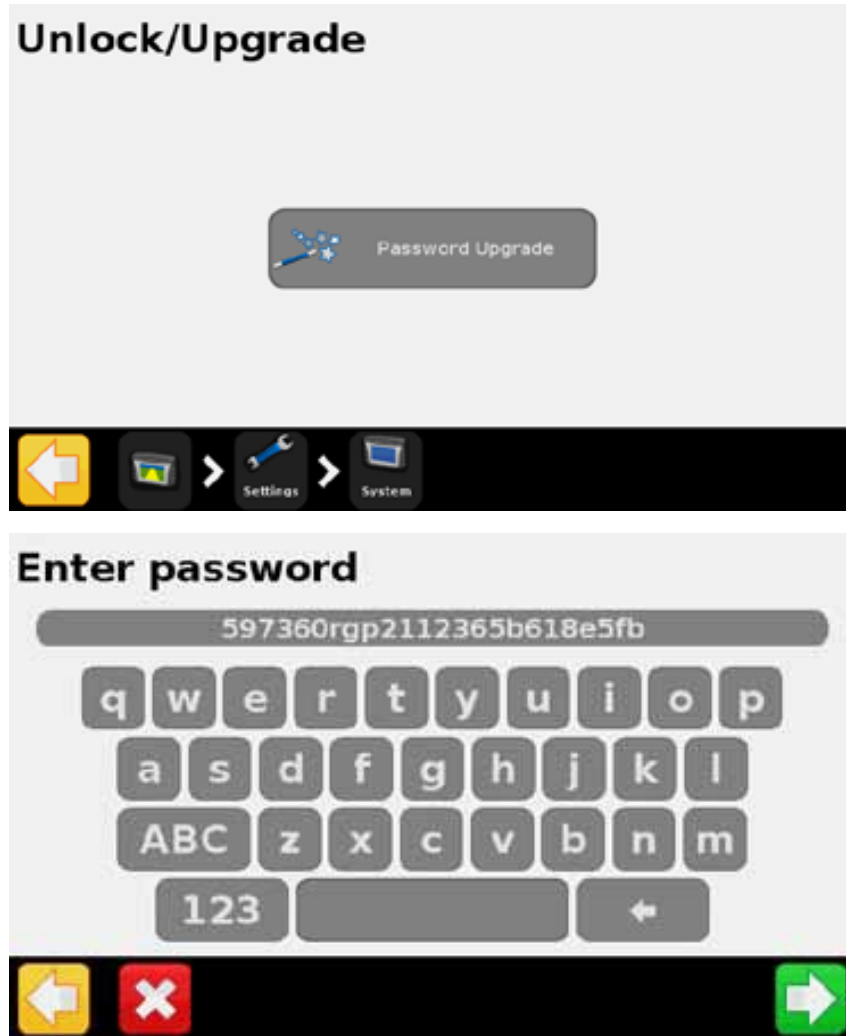 Unlock/Upgrade
Password Upgrade
Settings
System
Enter password
597360rgp2112365b618e5fb
q w e r t y u i o p
a s d f g h j k l
ABC z x c v b n m
123